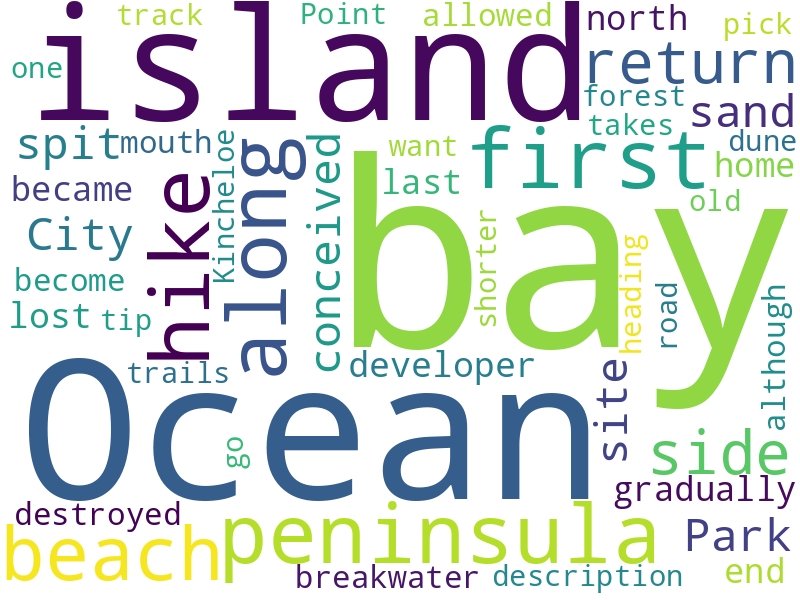 track
Point
allowed
north
pick
island
one
return
forest
sand
spit
mouth
takes
dune
first
want
home
became
last
old
Kincheloe
along
conceived
hike
City
bay
shorter
heading
become
road
although
lost
tip
developer
trails
site
Ocean
go
side
gradually
destroyed
peninsula
Park
beach
breakwater
description
end